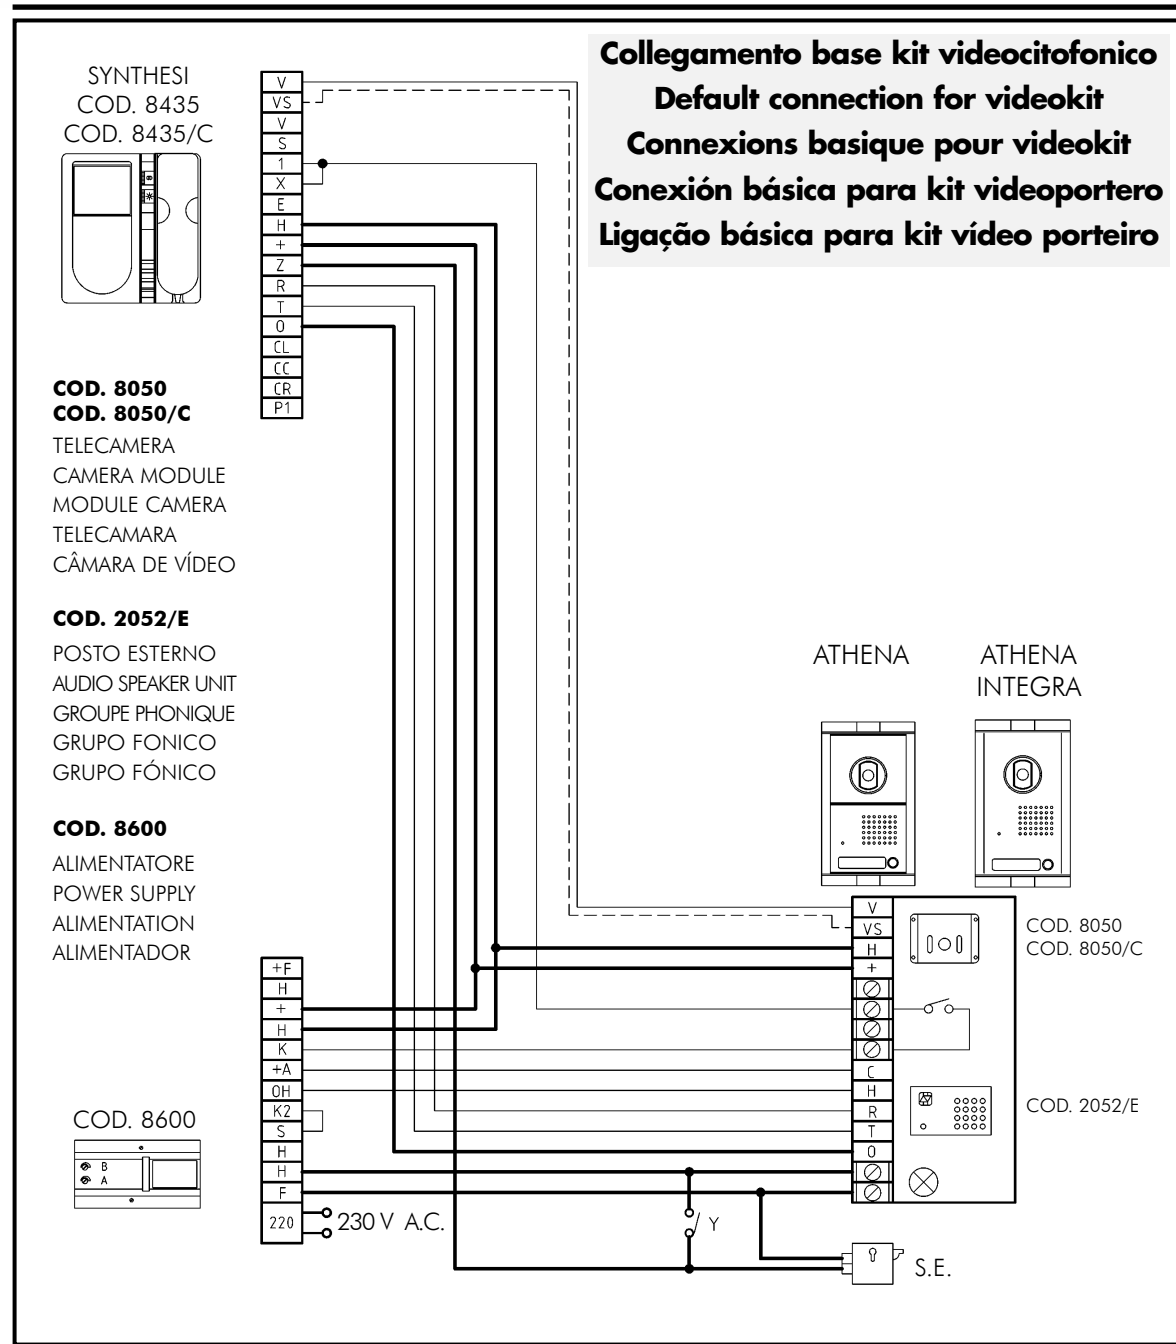 Collegamento base kit videocitofonico
Default connection for videokit
Connexions basique pour videokit
Conexión básica para kit videoportero
Ligação básica para kit vídeo porteiro
SYNTHESI
COD. 8435
COD. 8435/C
V
VS
V
S
1
X
E
H
+
Z
R
T
0
CL
CC
CR
P1
COD. 8050
COD. 8050/C
TELECAMERA
CAMERA MODULE
MODULE CAMERA
TELECAMARA
CÂMARA DE VÍDEO
COD. 2052/E
POSTO ESTERNO
AUDIO SPEAKER UNIT
GROUPE PHONIQUE
GRUPO FONICO
GRUPO FÓNICO
COD. 8600
ALIMENTATORE
POWER SUPPLY
ALIMENTATION
ALIMENTADOR
ATHENA
ATHENA
INTEGRA
V
VS
H
+
C
H
R
T
0
COD. 8050
COD. 8050/C
COD. 2052/E
+F
H
+
H
K
+A
0H
K2
S
H
H
F
220
230 V A.C.
COD. 8600
B
A
Y
S.E.